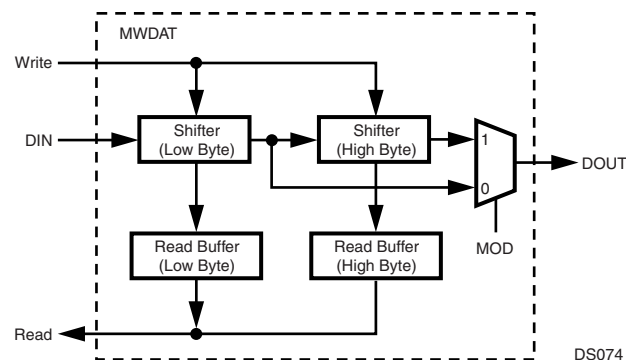 MWDAT
Write
DIN
Shifter
(Low Byte)
Shifter
(High Byte)
1
0
DOUT
MOD
Read Buffer
(Low Byte)
Read Buffer
(High Byte)
Read
DS074